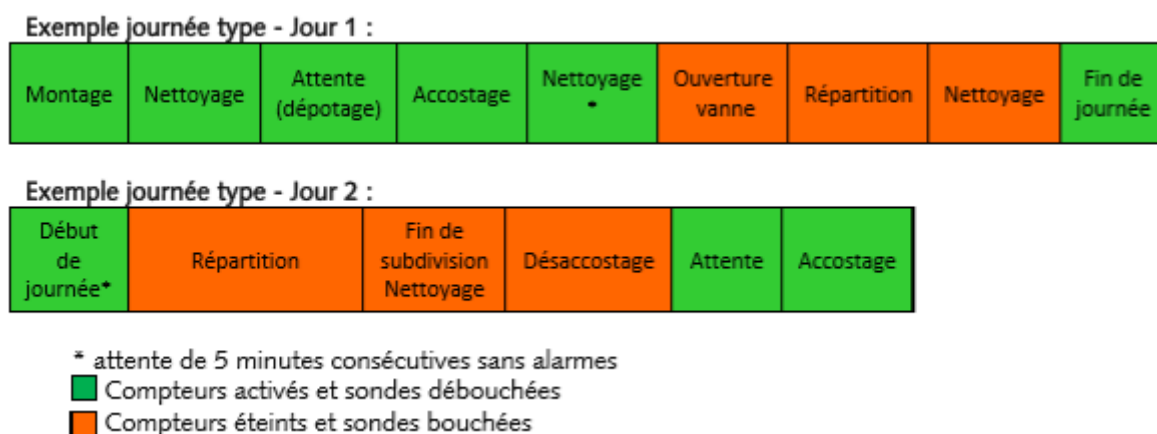 Exemple journée type - Jour 1 :
Montage
Nettoyage
Attente
(dépotage)
Accostage
Nettoyage
*
Ouverture
vanne
Répartition
Nettoyage
Fin de
journée
Exemple journée type - Jour 2 :
Début
de
journée*
Répartition
Fin de
subdivision
Nettoyage
Désaccostage
Attente
Accostage
* attente de 5 minutes consécutives sans alarmes
Compteurs activés et sondes débouchées
Compteurs éteints et sondes bouchées